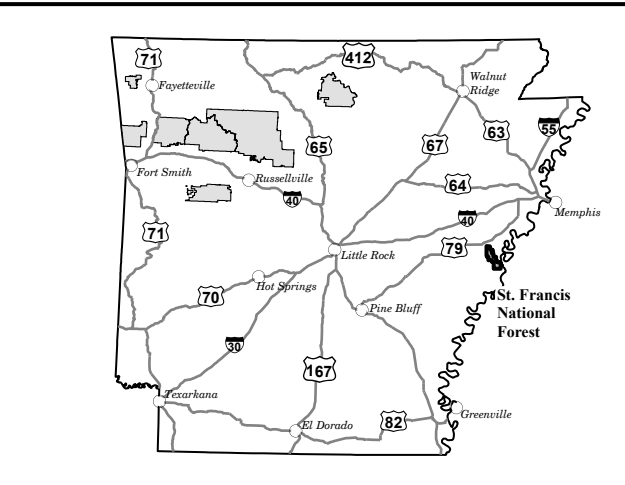 71
412
Walnut
Ridge
Fayetteville
55
63
67
65
Fort Smith
Russellville
64
40
Memphis
40
71
79
Little Rock
Hot Springs
St. Francis
National
Forest
70
Pine Bluff
30
167
Texarkana
Greenville
82
El Dorado